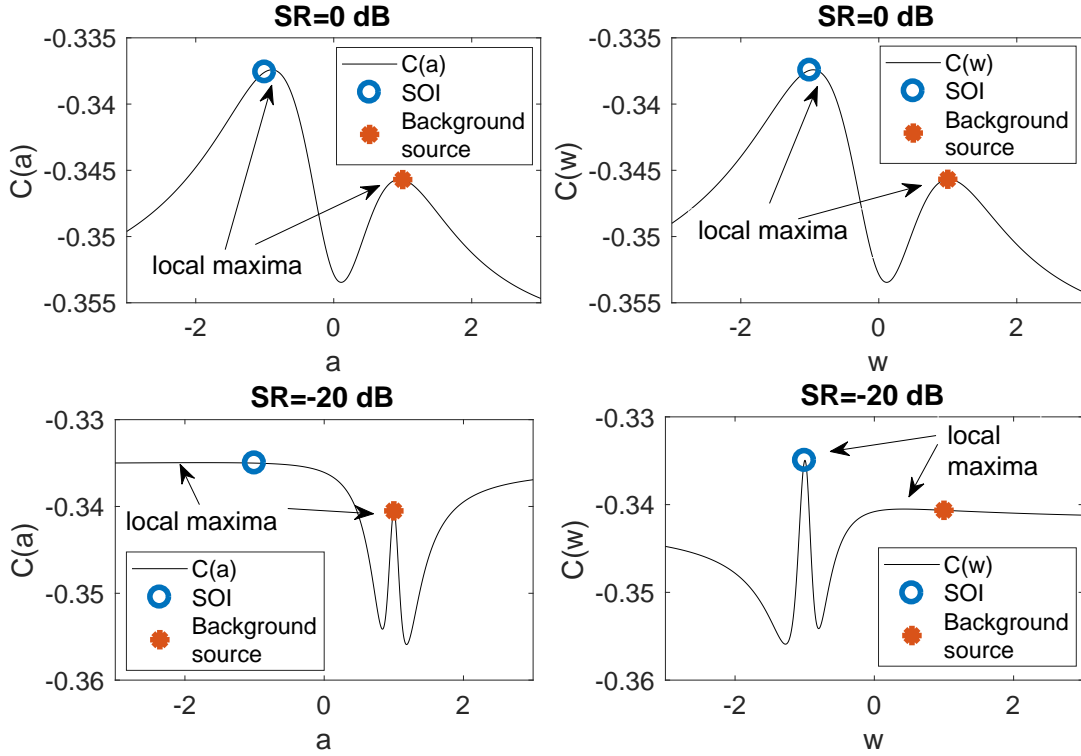 SR=0 dB
-0.335
-0.34
-0.345
-0.35
-0.355
C(a)
C(a)
SOI
Background
source
local maxima
-2
0
2
a
SR=0 dB
-0.335
-0.34
-0.345
-0.35
-0.355
C(w)
C(w)
SOI
Background
source
local maxima
-2
0
2
w
SR=-20 dB
-0.33
-0.34
-0.35
-0.36
C(a)
local maxima
C(a)
SOI
Background
source
-2
0
2
a
SR=-20 dB
-0.33
-0.34
-0.35
-0.36
C(w)
local
maxima
C(w)
SOI
Background
source
-2
0
2
w